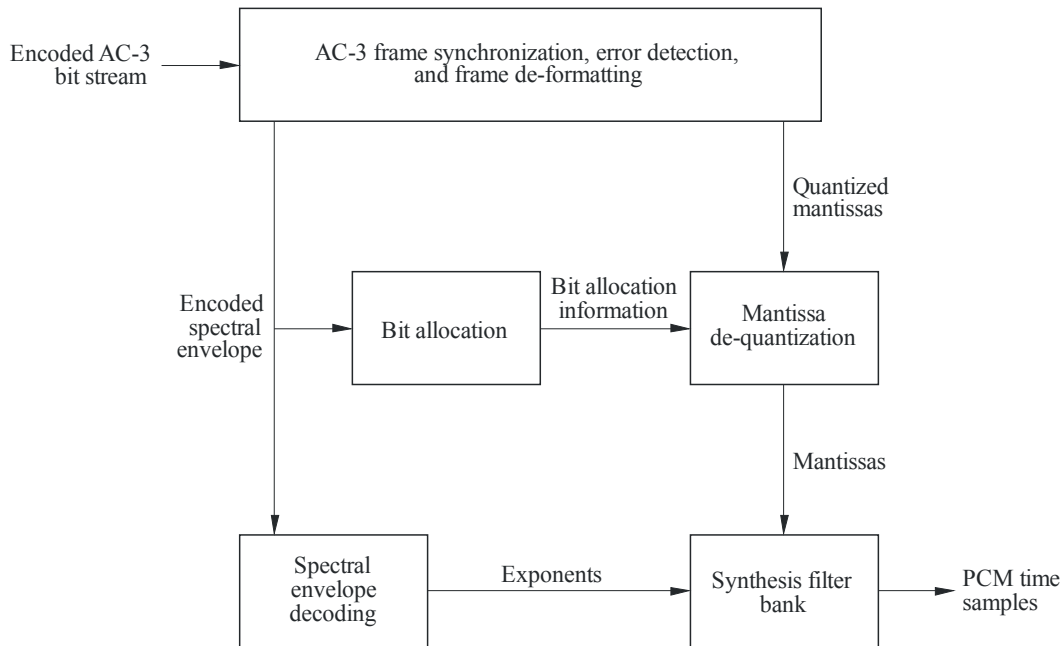 Encoded AC-3
bit stream
AC-3 frame synchronization, error detection,
and frame de-formatting
Quantized
mantissas
Encoded
spectral
envelope
Bit allocation
Bit allocation
information
Mantissa
de-quantization
Mantissas
Spectral
envelope
decoding
Exponents
Synthesis filter
bank
PCM time
samples